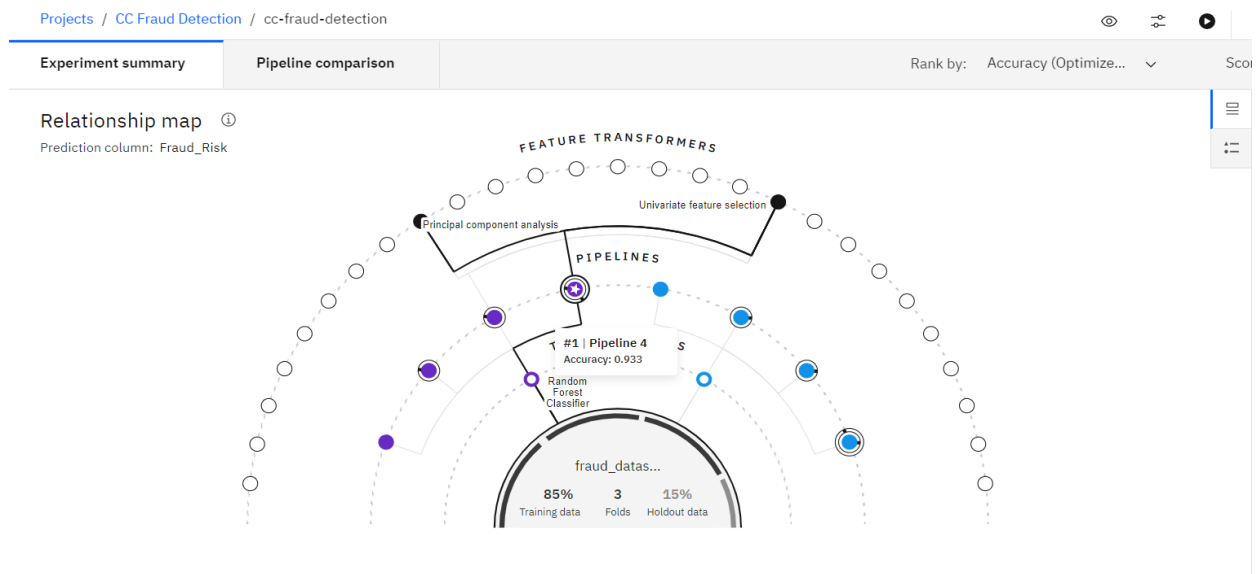 Projects / CC Fraud Detection / cc-fraud-detection
Experiment summary
Pipeline comparison
Rank by: Accuracy (Optimize...
Relationship map
Prediction column: Fraud_Risk
FEATURE TRANSFORMERS
Univariate feature selection
Principal component analysis
PIPELINES
#1 | Pipeline 4
Accuracy: 0.933
Random
Forest
Classifier
fraud_datas...
85% 3 15%
Training data Folds Holdout data